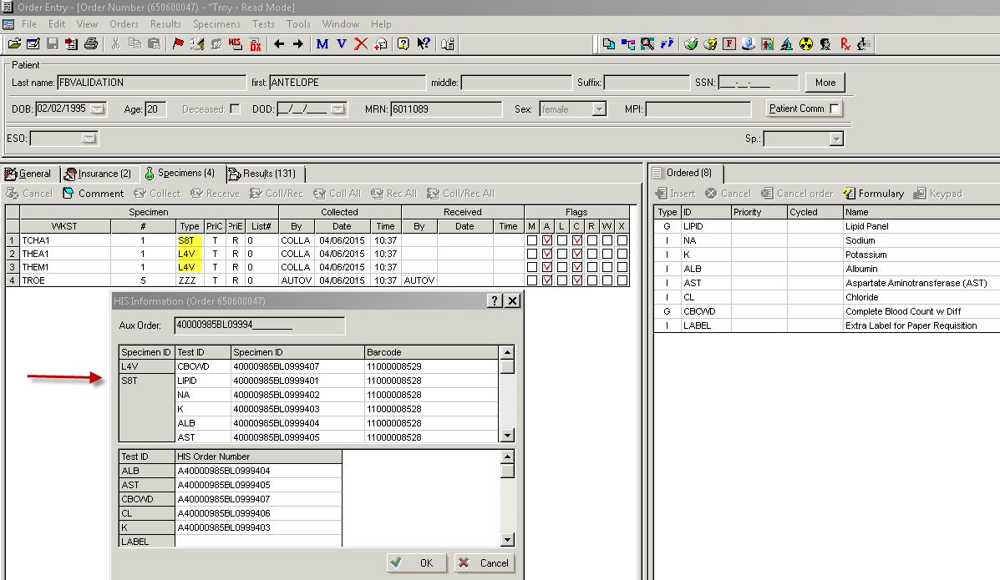 Order Entry - [Order Number (650600047) - "Troy - Read Mode]
File Edit View Orders Results Specimens Tests Tools Window Help
HIS DX M V F Rx
Patient
Last name: FBVALIDATION first: ANTELOPE middle: Suffix: SSN: ___-__-____ More
DOB: 02/02/1995 Age: 20 Deceased: DOD: __/__/____ MRN: 6011089 Sex: female MPI: Patient Comm
ESO: Sp.:
General Insurance (2) Specimens (4) Results (131)
Cancel Comment Collect Receive Coll/Rec Coll All Rec All Coll/Rec All
Specimen Collected Received Flags
WKST # Type PriC PriE List# By Date Time By Date Time M A L C R W X
1 TCHA1 1 S8T T R 0 COLLA 04/06/2015 10:37
2 THEA1 1 L4V T R 0 COLLA 04/06/2015 10:37
3 THEM1 1 L4V T R 0 COLLA 04/06/2015 10:37
4 TROE 5 ZZZ T R 0 AUTOV 04/06/2015 10:37 AUTOV
Ordered (8)
Insert Cancel Cancel order Formulary Keypad
Type ID Priority Cycled Name
G LIPID Lipid Panel
I NA Sodium
I K Potassium
I ALB Albumin
I AST Aspartate Aminotransferase (AST)
I CL Chloride
G CBCWD Complete Blood Count w Diff
I LABEL Extra Label for Paper Requisition
HIS Information (Order 650600047)
Aux Order: 40000985BL09994________
Specimen ID Test ID Specimen ID Barcode
L4V CBCWD 40000985BL0999407 11000008529
S8T LIPID 40000985BL0999401 11000008528
NA 40000985BL0999402 11000008528
K 40000985BL0999403 11000008528
ALB 40000985BL0999404 11000008528
AST 40000985BL0999405 11000008528
Test ID HIS Order Number
ALB A40000985BL0999404
AST A40000985BL0999405
CBCWD A40000985BL0999407
CL A40000985BL0999406
K A40000985BL0999403
LABEL
OK Cancel